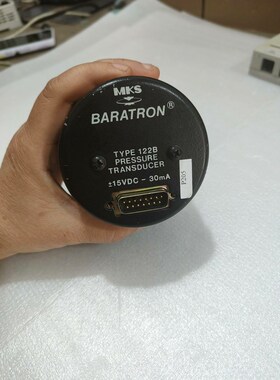 MKS
BARATRON®
TYPE 122B
PRESSURE
TRANSDUCER
±15VDC - 30mA